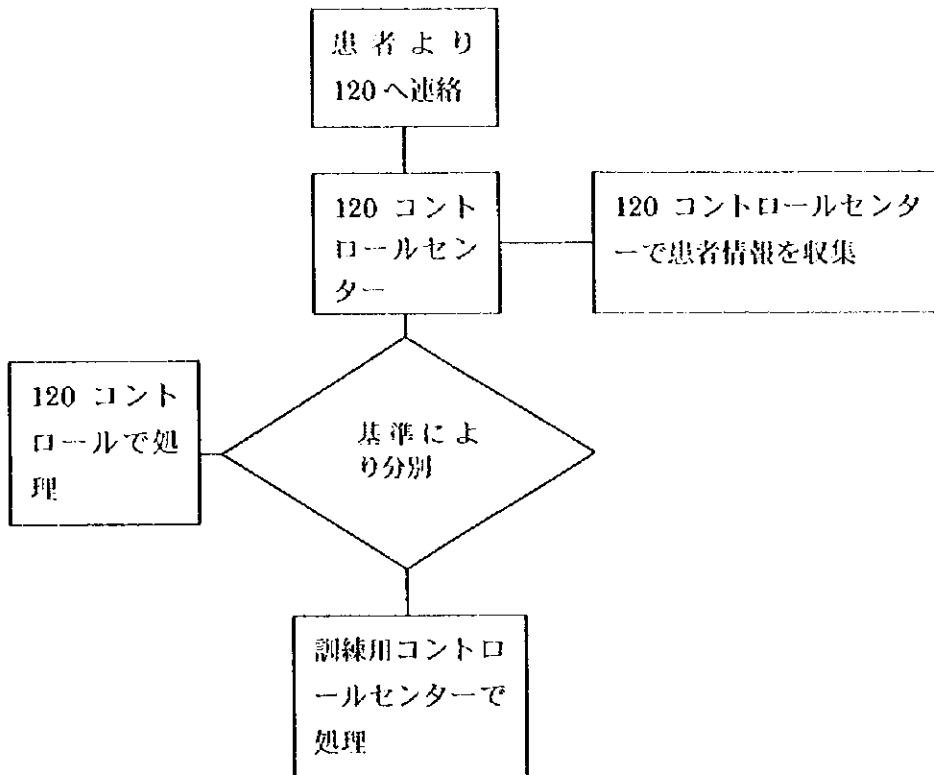 患者より
120へ連絡
120 コント
ロールセン
ター
120 コントロールセンタ
ーで患者情報を収集
120 コント
ロールで処
理
基準によ
り分別
訓練用コントロ
ールセンターで
処理